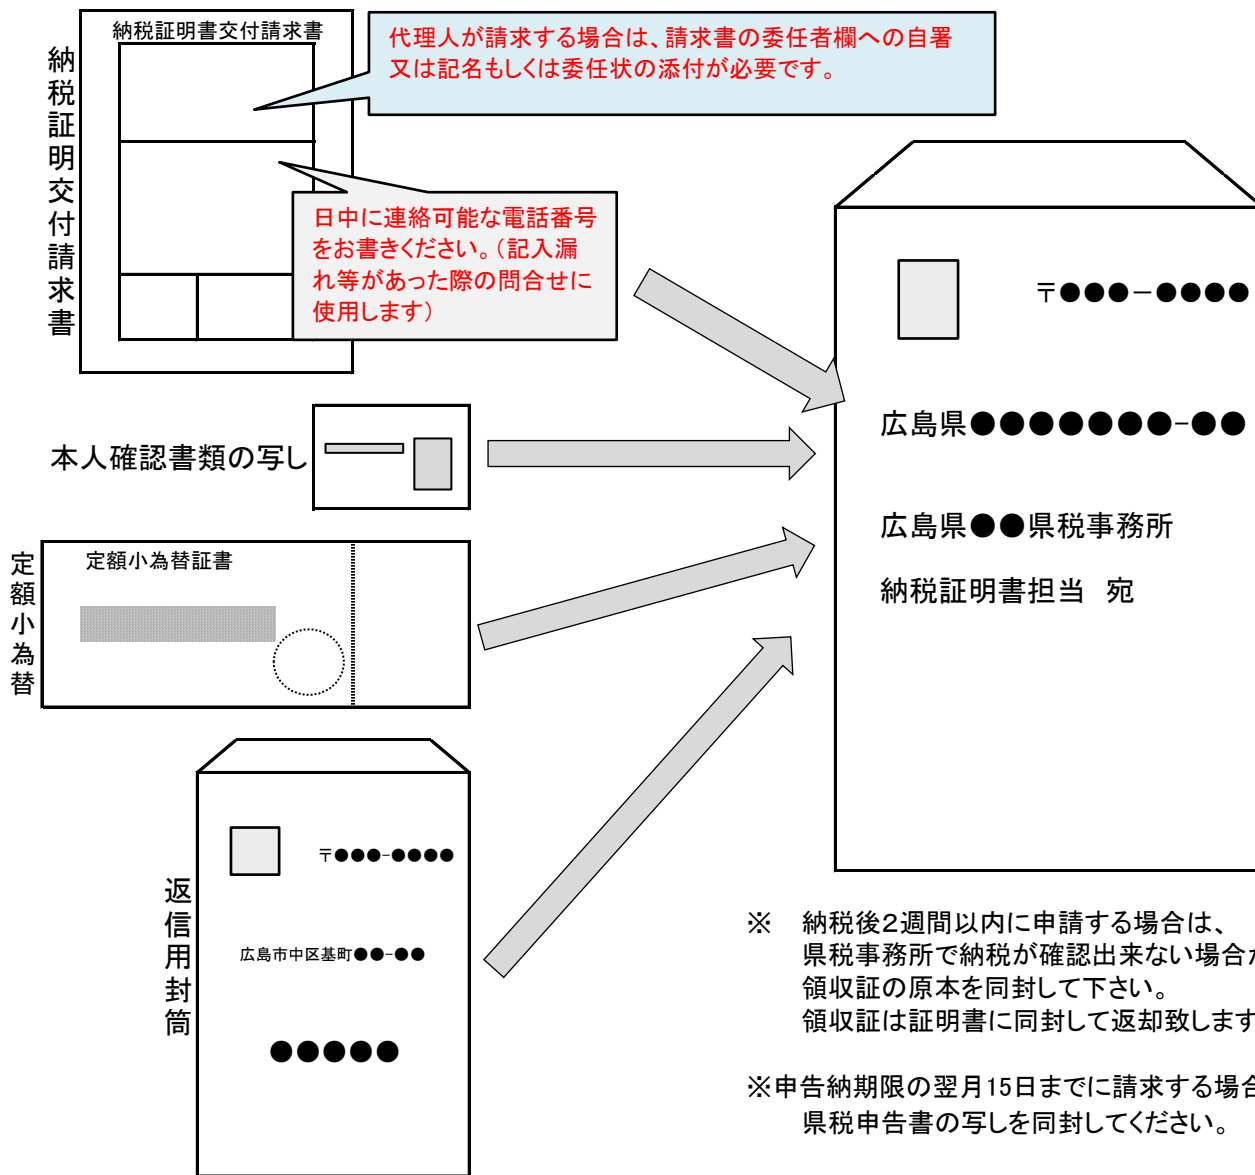 納税証明交付請求書
納税証明書交付請求書
代理人が請求する場合は、請求書の委任者欄への自署
又は記名もしくは委任状の添付が必要です。
日中に連絡可能な電話番号
をお書きください。（記入漏
れ等があった際の問合せに
使用します）
本人確認書類の写し
定額小為替
定額小為替証書
返信用封筒
〒●●●-●●●●
広島市中区基町●●-●●
●●●●●
〒●●●－●●●●
広島県●●●●●●●-●●
広島県●●県税事務所
納税証明書担当　宛
※　納税後２週間以内に申請する場合は、
県税事務所で納税が確認出来ない場合か
領収証の原本を同封して下さい。
領収証は証明書に同封して返却致します
※申告納期限の翌月15日までに請求する場合
県税申告書の写しを同封してください。